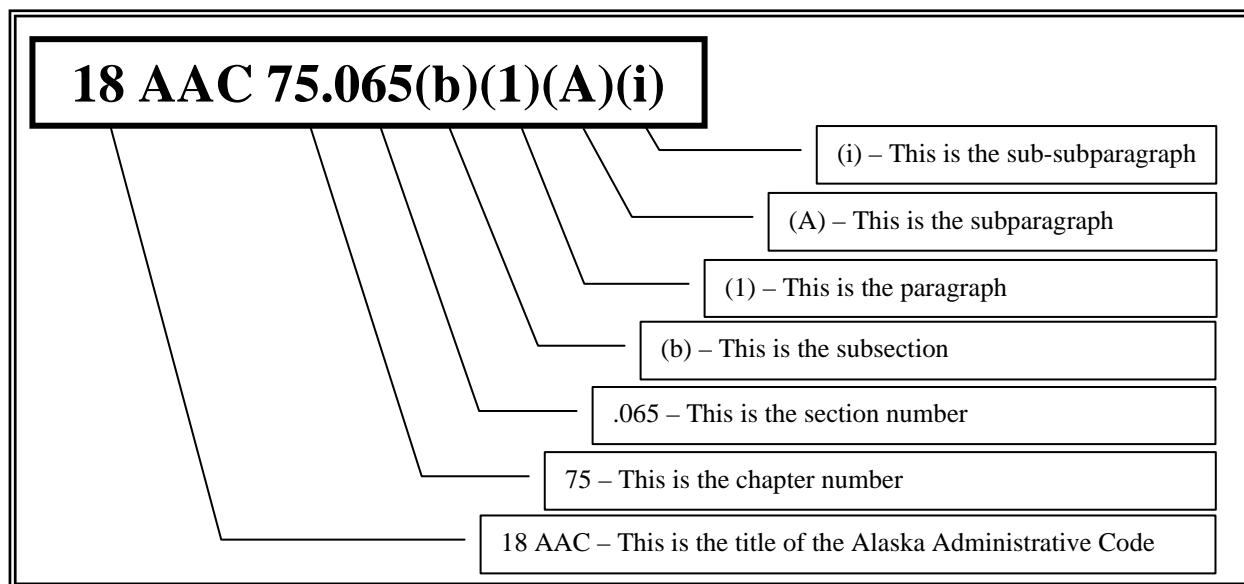 18 AAC 75.065(b)(1)(A)(i)
(i) – This is the sub-subparagraph
(A) – This is the subparagraph
(1) – This is the paragraph
(b) – This is the subsection
.065 – This is the section number
75 – This is the chapter number
18 AAC – This is the title of the Alaska Administrative Code